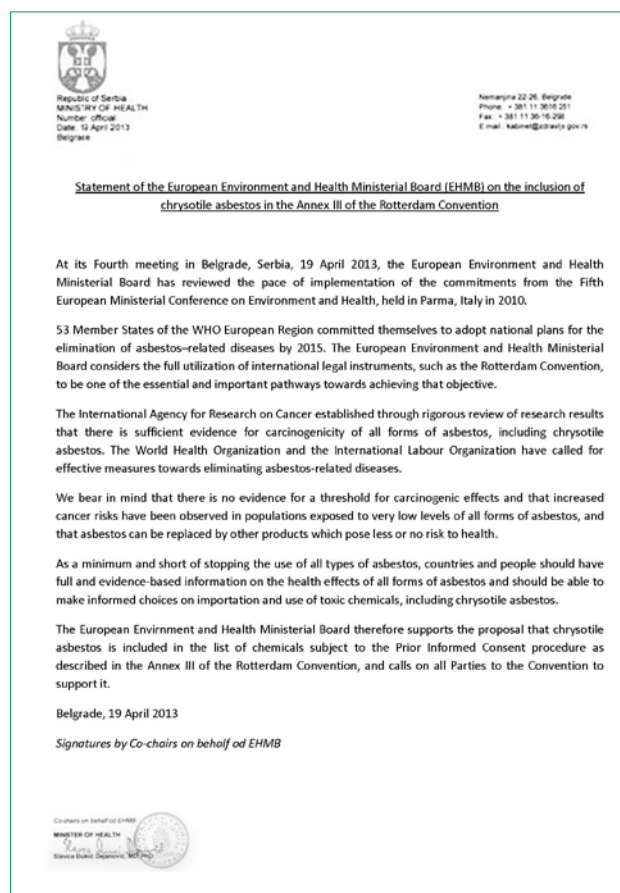 Republic of Serbia
MINISTRY OF HEALTH
Number: official
Date: 19 April 2013
Belgrade
Nemanjina 22-26, Belgrade
Phone: + 381 11 3616 251
Fax: + 381 11 36-16-298
E mail: kabinet@zdravlje.gov.rs
Statement of the European Environment and Health Ministerial Board (EHMB) on the inclusion of
chrysotile asbestos in the Annex III of the Rotterdam Convention
At its Fourth meeting in Belgrade, Serbia, 19 April 2013, the European Environment and Health
Ministerial Board has reviewed the pace of implementation of the commitments from the Fifth
European Ministerial Conference on Environment and Health, held in Parma, Italy in 2010.
53 Member States of the WHO European Region committed themselves to adopt national plans for the
elimination of asbestos–related diseases by 2015. The European Environment and Health Ministerial
Board considers the full utilization of international legal instruments, such as the Rotterdam Convention,
to be one of the essential and important pathways towards achieving that objective.
The International Agency for Research on Cancer established through rigorous review of research results
that there is sufficient evidence for carcinogenicity of all forms of asbestos, including chrysotile
asbestos. The World Health Organization and the International Labour Organization have called for
effective measures towards eliminating asbestos-related diseases.
We bear in mind that there is no evidence for a threshold for carcinogenic effects and that increased
cancer risks have been observed in populations exposed to very low levels of all forms of asbestos, and
that asbestos can be replaced by other products which pose less or no risk to health.
As a minimum and short of stopping the use of all types of asbestos, countries and people should have
full and evidence-based information on the health effects of all forms of asbestos and should be able to
make informed choices on importation and use of toxic chemicals, including chrysotile asbestos.
The European Envirnment and Health Ministerial Board therefore supports the proposal that chrysotile
asbestos is included in the list of chemicals subject to the Prior Informed Consent procedure as
described in the Annex III of the Rotterdam Convention, and calls on all Parties to the Convention to
support it.
Belgrade, 19 April 2013
Signatures by Co-chairs on behalf od EHMB
Co-chairs on behalf od EHMB
MINISTER OF HEALTH
Slavica Đukić Dejanović, MD, PhD